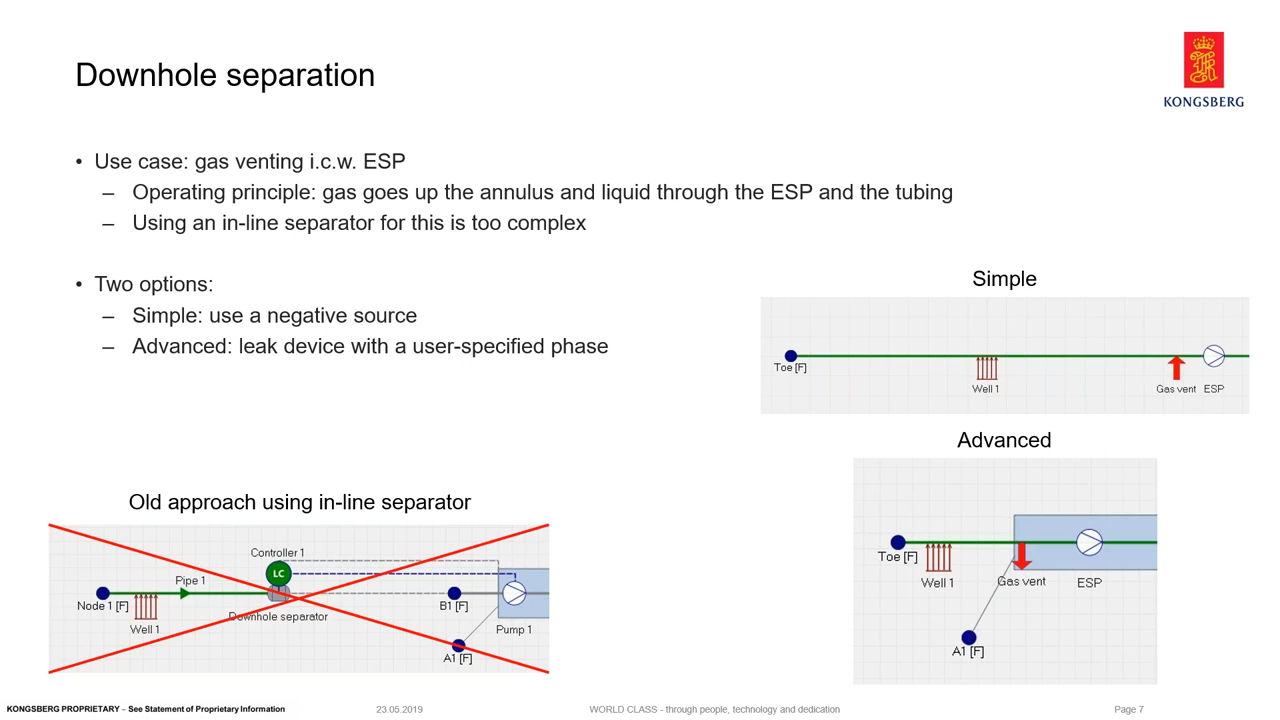 Downhole separation
KONGSBERG
• Use case: gas venting i.c.w. ESP
– Operating principle: gas goes up the annulus and liquid through the ESP and the tubing
– Using an in-line separator for this is too complex
• Two options:
– Simple: use a negative source
– Advanced: leak device with a user-specified phase
Simple
Toe [F]
Well 1
Gas vent
ESP
Advanced
Toe [F]
Well 1
Gas vent
ESP
A1 [F]
Old approach using in-line separator
Controller 1
LC
Pipe 1
Node 1 [F]
Well 1
Downhole separator
B1 [F]
Pump 1
A1 [F]
KONGSBERG PROPRIETARY – See Statement of Proprietary Information
23.05.2019
WORLD CLASS - through people, technology and dedication
Page 7